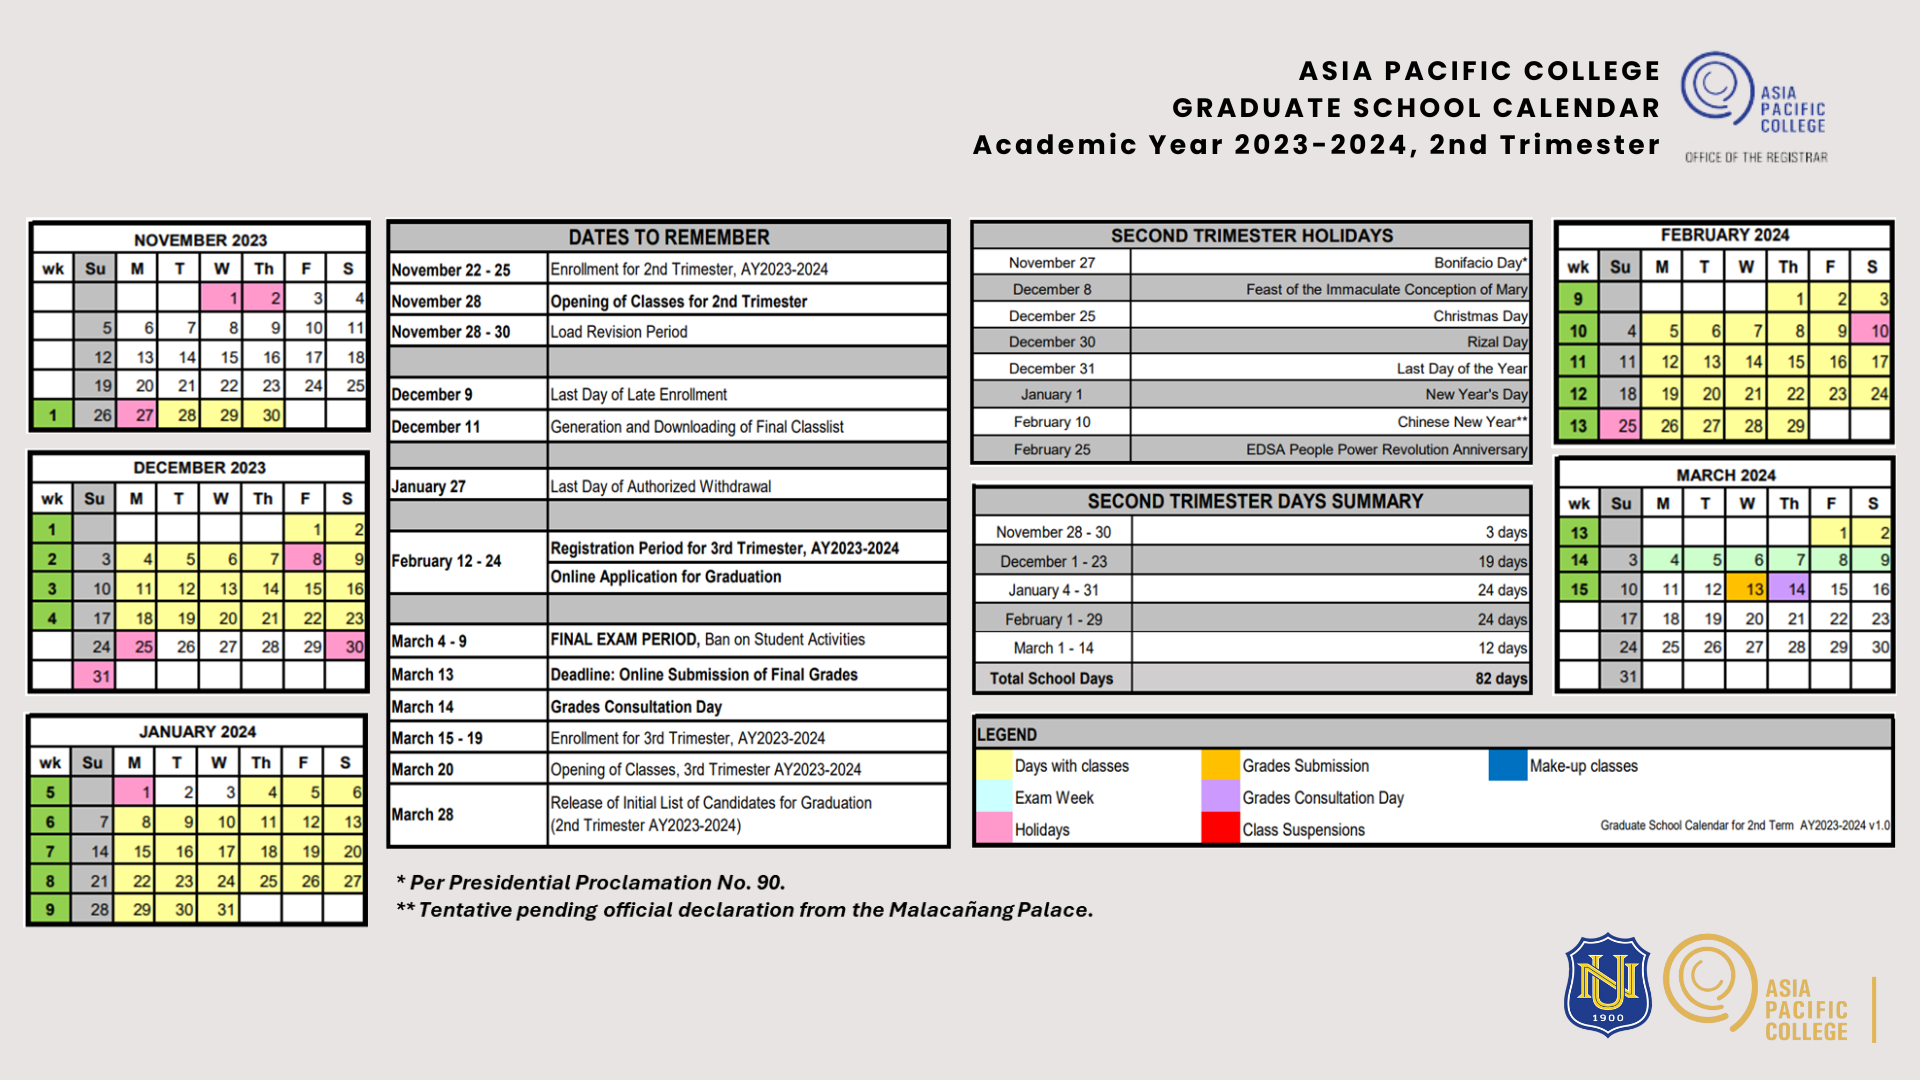 ASIA PACIFIC COLLEGE
GRADUATE SCHOOL CALENDAR
Academic Year 2023-2024, 2nd Trimester
ASIA
PACIFIC
COLLEGE
OFFICE OF THE REGISTRAR
NOVEMBER 2023
wk Su M T W Th F S
1 2 3 4
5 6 7 8 9 10 11
12 13 14 15 16 17 18
19 20 21 22 23 24 25
1 26 27 28 29 30
DECEMBER 2023
wk Su M T W Th F S
1 1 2
2 3 4 5 6 7 8 9
3 10 11 12 13 14 15 16
4 17 18 19 20 21 22 23
24 25 26 27 28 29 30
31
JANUARY 2024
wk Su M T W Th F S
5 1 2 3 4 5 6
6 7 8 9 10 11 12 13
7 14 15 16 17 18 19 20
8 21 22 23 24 25 26 27
9 28 29 30 31
DATES TO REMEMBER
November 22 - 25 Enrollment for 2nd Trimester, AY2023-2024
November 28 Opening of Classes for 2nd Trimester
November 28 - 30 Load Revision Period
December 9 Last Day of Late Enrollment
December 11 Generation and Downloading of Final Classlist
January 27 Last Day of Authorized Withdrawal
February 12 - 24 Registration Period for 3rd Trimester, AY2023-2024
Online Application for Graduation
March 4 - 9 FINAL EXAM PERIOD, Ban on Student Activities
March 13 Deadline: Online Submission of Final Grades
March 14 Grades Consultation Day
March 15 - 19 Enrollment for 3rd Trimester, AY2023-2024
March 20 Opening of Classes, 3rd Trimester AY2023-2024
March 28 Release of Initial List of Candidates for Graduation
(2nd Trimester AY2023-2024)
* Per Presidential Proclamation No. 90.
** Tentative pending official declaration from the Malacañang Palace.
SECOND TRIMESTER HOLIDAYS
November 27 Bonifacio Day*
December 8 Feast of the Immaculate Conception of Mary
December 25 Christmas Day
December 30 Rizal Day
December 31 Last Day of the Year
January 1 New Year's Day
February 10 Chinese New Year**
February 25 EDSA People Power Revolution Anniversary
SECOND TRIMESTER DAYS SUMMARY
November 28 - 30 3 days
December 1 - 23 19 days
January 4 - 31 24 days
February 1 - 29 24 days
March 1 - 14 12 days
Total School Days 82 days
FEBRUARY 2024
wk Su M T W Th F S
9 1 2 3
10 4 5 6 7 8 9 10
11 11 12 13 14 15 16 17
12 18 19 20 21 22 23 24
13 25 26 27 28 29
MARCH 2024
wk Su M T W Th F S
13 1 2
14 3 4 5 6 7 8 9
15 10 11 12 13 14 15 16
17 18 19 20 21 22 23
24 25 26 27 28 29 30
31
LEGEND
Days with classes Grades Submission Make-up classes
Exam Week Grades Consultation Day
Holidays Class Suspensions
Graduate School Calendar for 2nd Term AY2023-2024 v1.0
NU
1900
ASIA
PACIFIC
COLLEGE